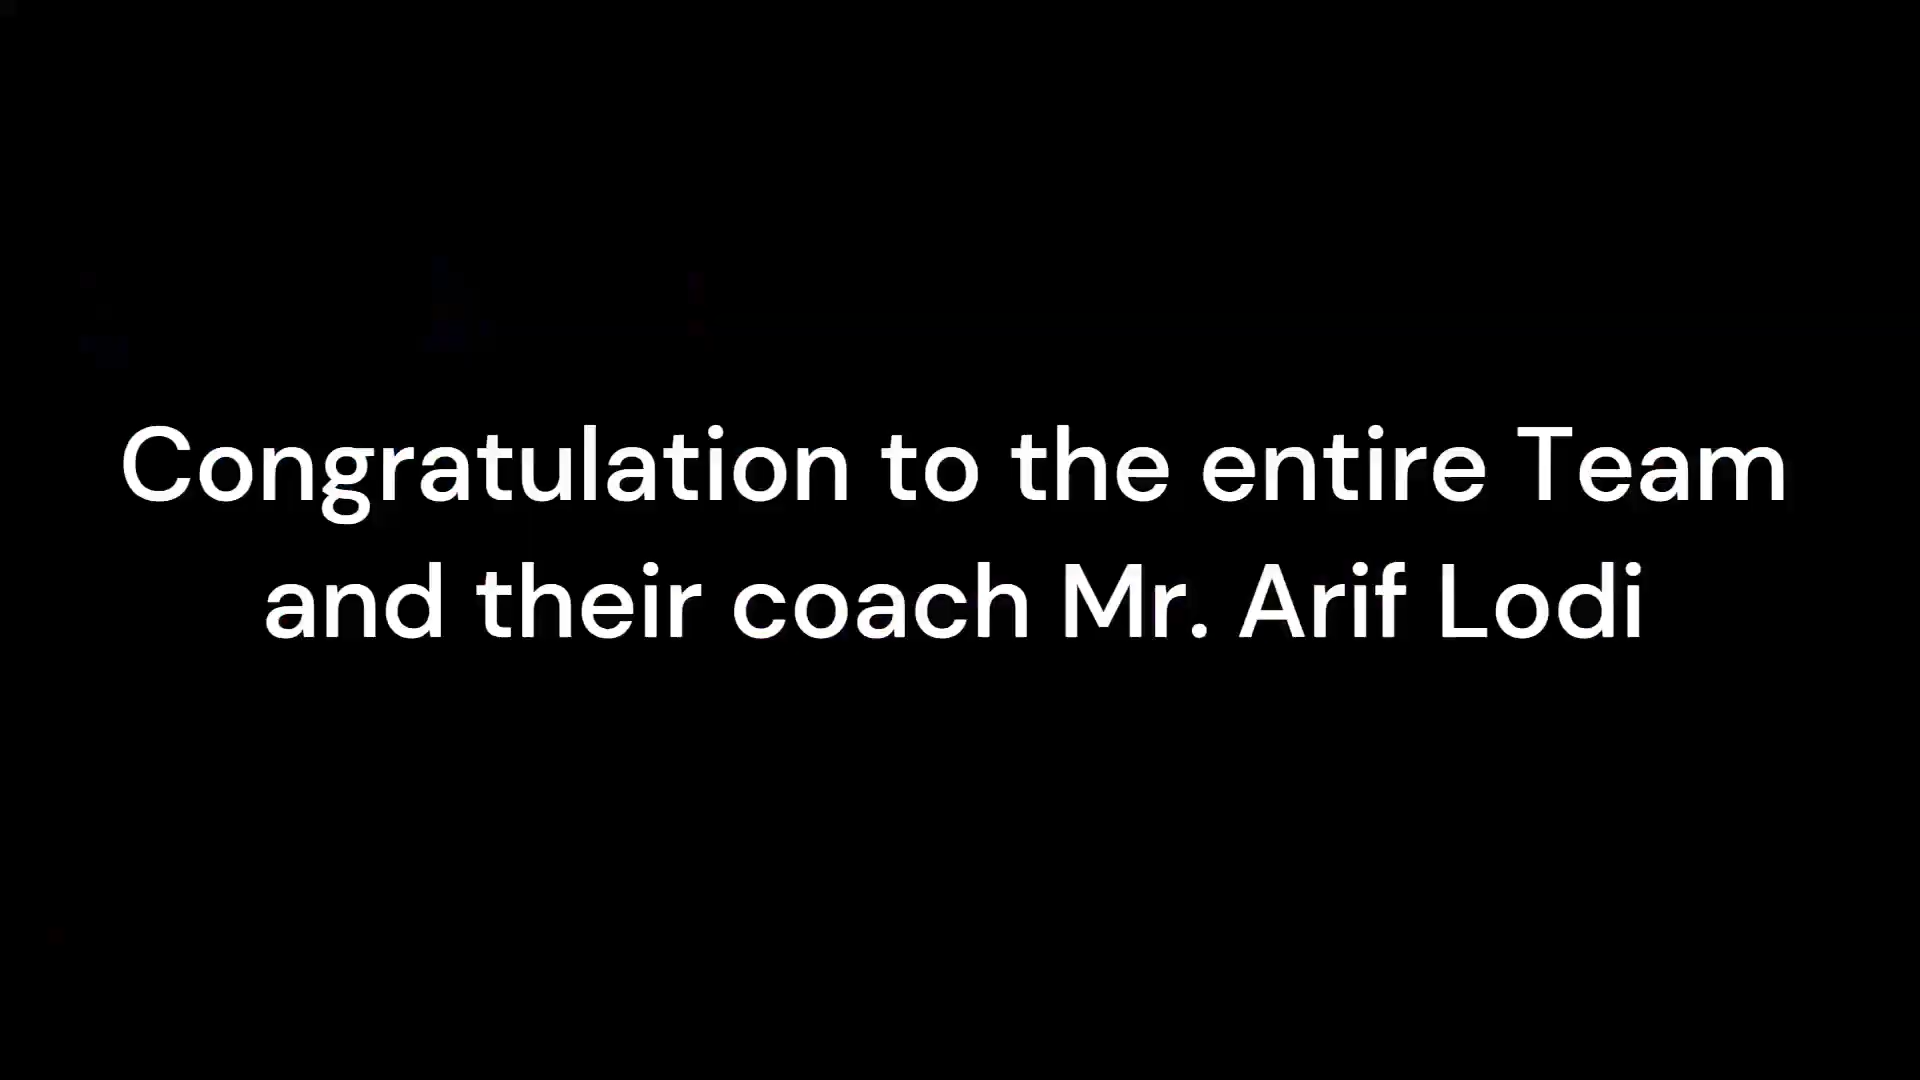 Congratulation to the entire Team
and their coach Mr. Arif Lodi